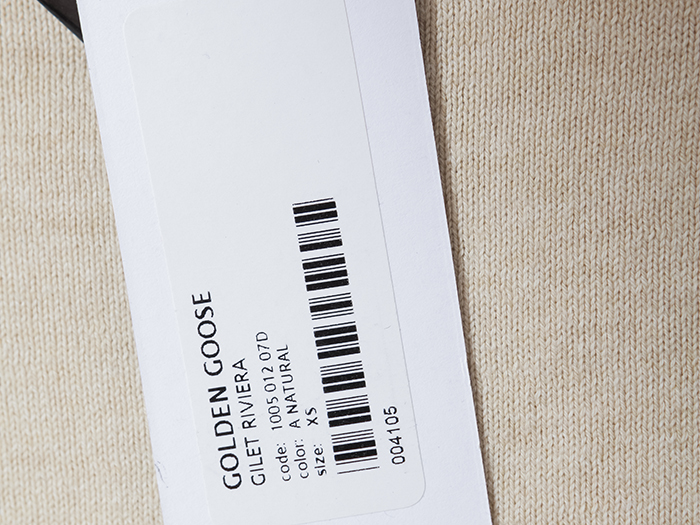 GOLDEN GOOSE
GILET RIVIERA
code: 1005 012 07D
color: A NATURAL
size: XS
004105